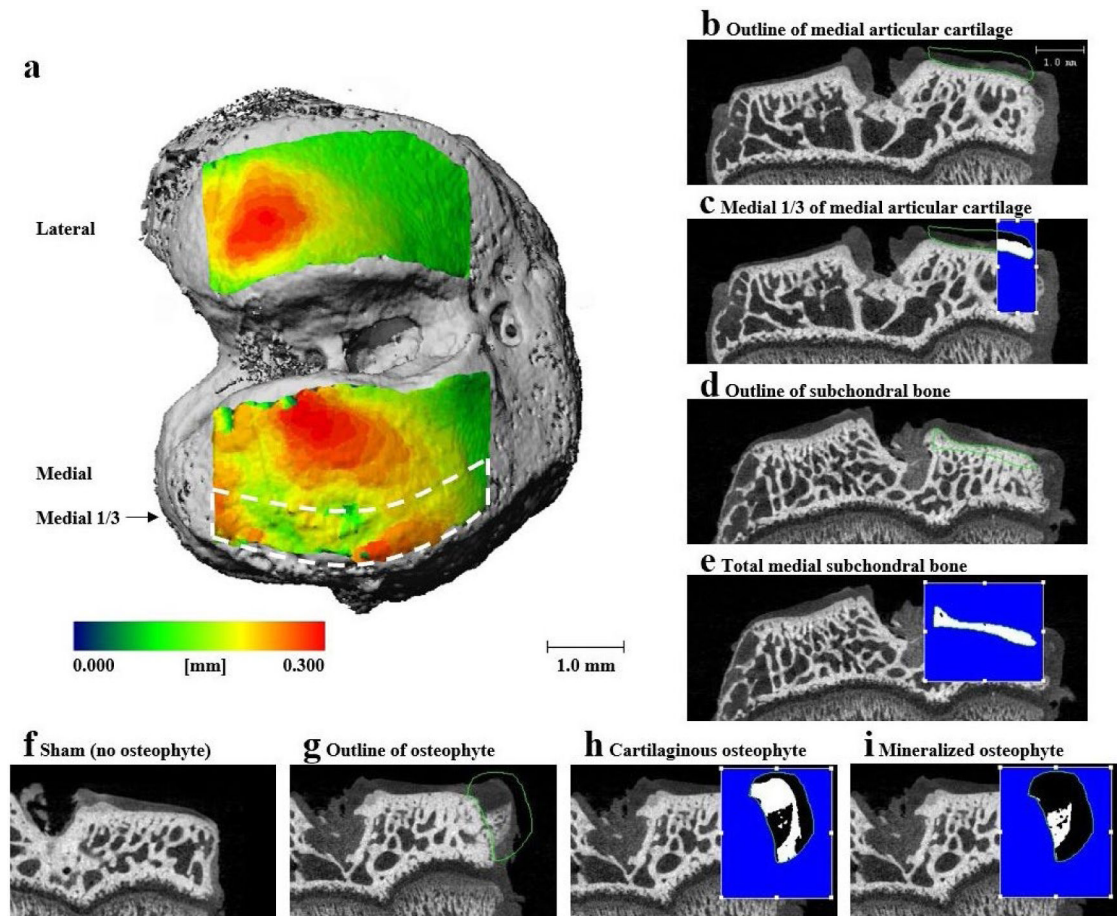 a
Lateral
Medial
Medial 1/3
0.000 [mm] 0.300
1.0 mm
b Outline of medial articular cartilage
1.0 mm
c Medial 1/3 of medial articular cartilage
d Outline of subchondral bone
e Total medial subchondral bone
f Sham (no osteophyte)
g Outline of osteophyte
h Cartilaginous osteophyte
i Mineralized osteophyte